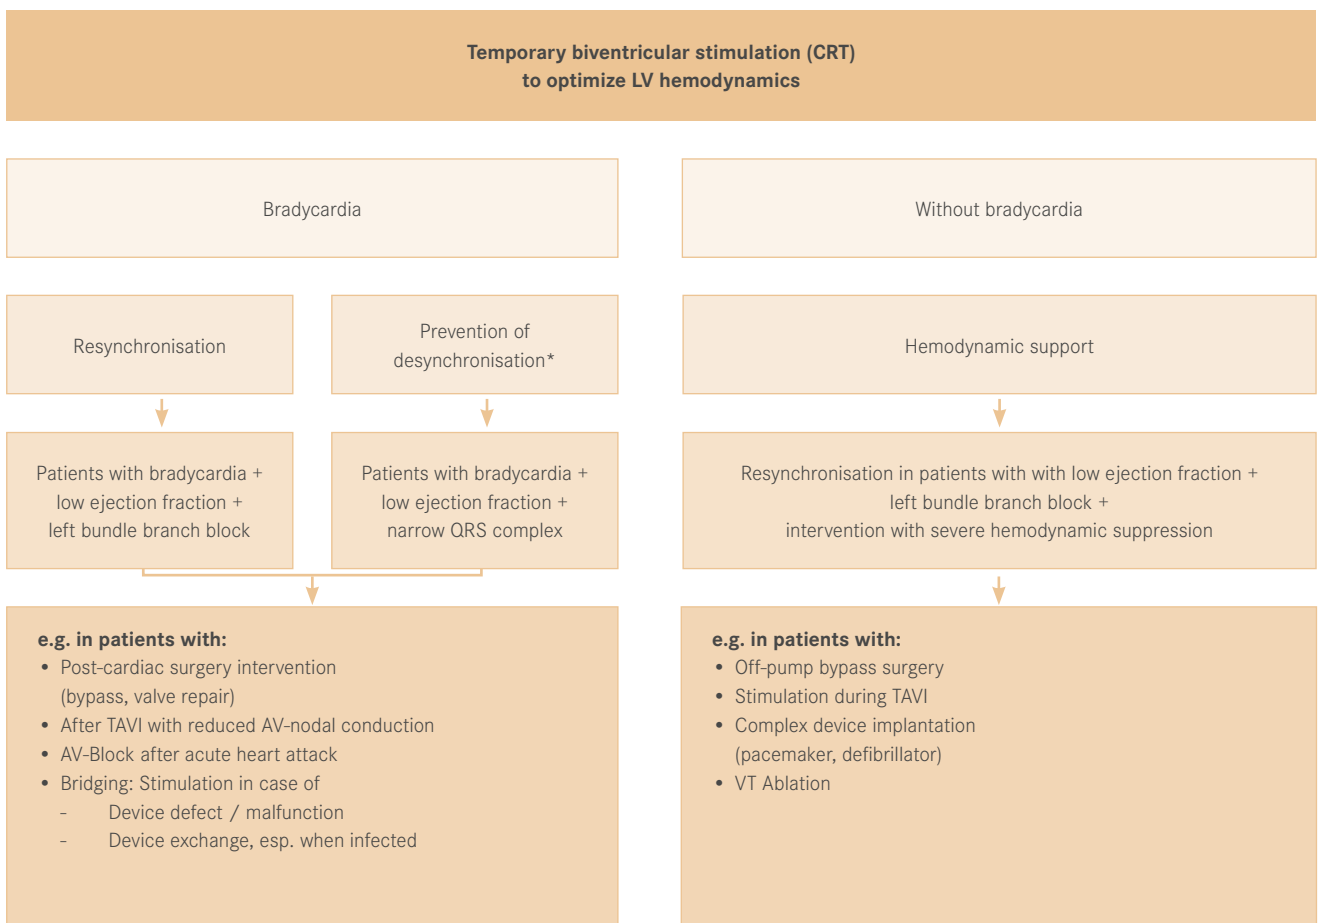 Temporary biventricular stimulation (CRT)
to optimize LV hemodynamics
Bradycardia
Without bradycardia
Resynchronisation
Prevention of
desynchronisation*
Hemodynamic support
Patients with bradycardia +
low ejection fraction +
left bundle branch block
Patients with bradycardia +
low ejection fraction +
narrow QRS complex
Resynchronisation in patients with with low ejection fraction +
left bundle branch block +
intervention with severe hemodynamic suppression
e.g. in patients with:
• Post-cardiac surgery intervention
(bypass, valve repair)
• After TAVI with reduced AV-nodal conduction
• AV-Block after acute heart attack
• Bridging: Stimulation in case of
- Device defect / malfunction
- Device exchange, esp. when infected
e.g. in patients with:
• Off-pump bypass surgery
• Stimulation during TAVI
• Complex device implantation
(pacemaker, defibrillator)
• VT Ablation